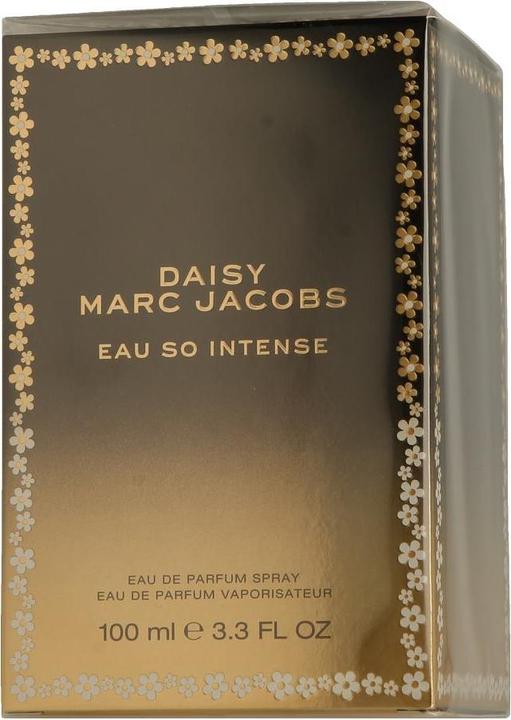 DAISY
MARC JACOBS
EAU SO INTENSE
EAU DE PARFUM SPRAY
EAU DE PARFUM VAPORISATEUR
100 ml ℮ 3.3 FL OZ